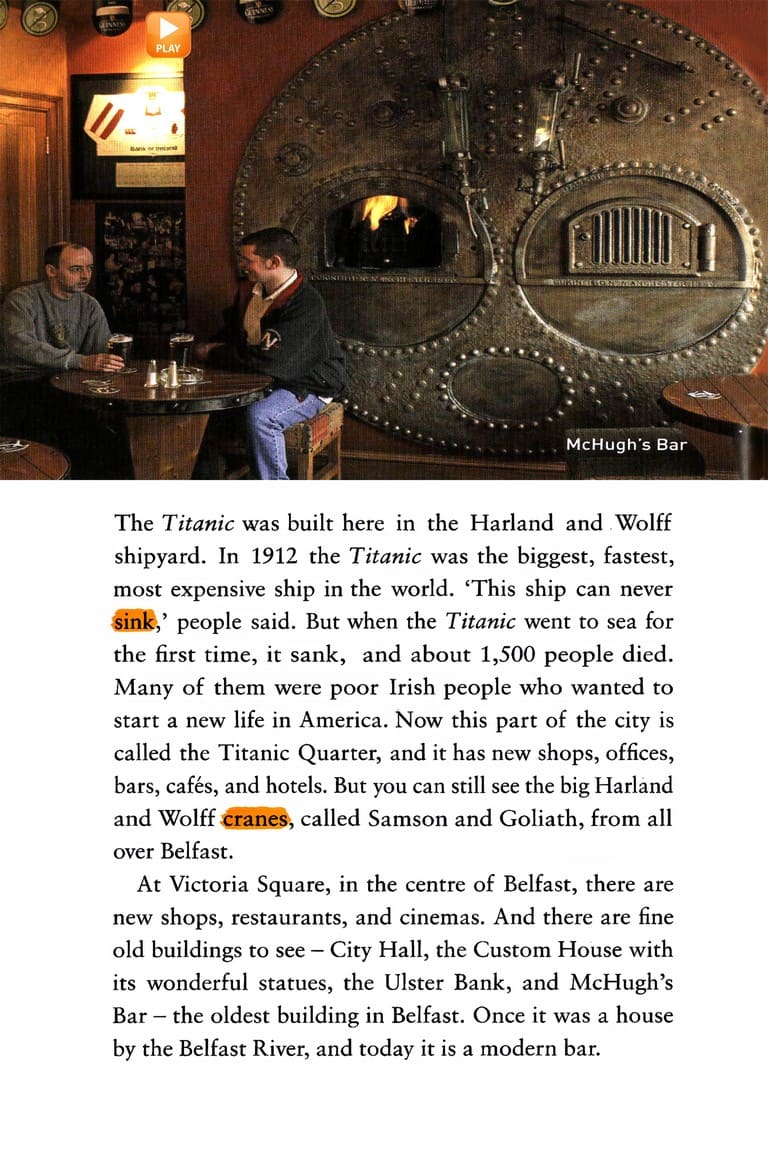 GUINNESS
PLAY
Bank of Ireland
McHugh's Bar
The Titanic was built here in the Harland and Wolff
shipyard. In 1912 the Titanic was the biggest, fastest,
most expensive ship in the world. ‘This ship can never
sink,’ people said. But when the Titanic went to sea for
the first time, it sank, and about 1,500 people died.
Many of them were poor Irish people who wanted to
start a new life in America. Now this part of the city is
called the Titanic Quarter, and it has new shops, offices,
bars, cafés, and hotels. But you can still see the big Harland
and Wolff cranes, called Samson and Goliath, from all
over Belfast.
At Victoria Square, in the centre of Belfast, there are
new shops, restaurants, and cinemas. And there are fine
old buildings to see – City Hall, the Custom House with
its wonderful statues, the Ulster Bank, and McHugh’s
Bar – the oldest building in Belfast. Once it was a house
by the Belfast River, and today it is a modern bar.